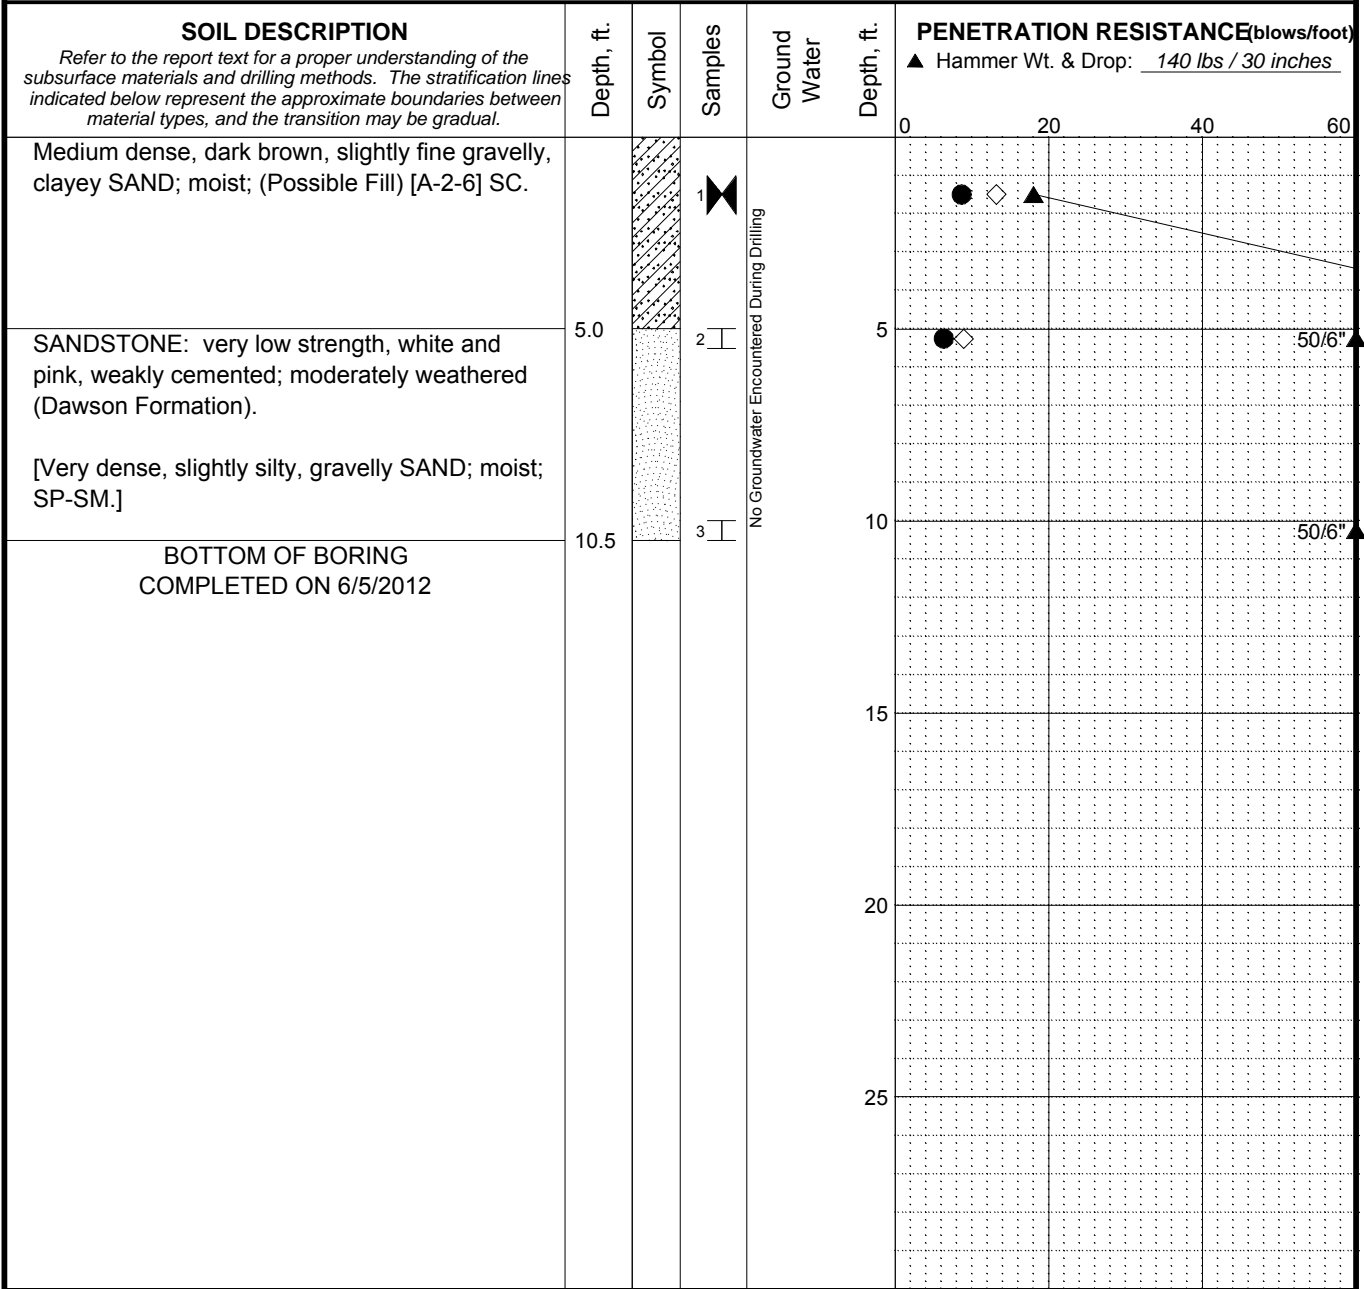 SOIL DESCRIPTION
Refer to the report text for a proper understanding of the
subsurface materials and drilling methods. The stratification lines
indicated below represent the approximate boundaries between
material types, and the transition may be gradual.
Depth, ft.
Symbol
Samples
Ground
Water
Depth, ft.
PENETRATION RESISTANCE(blows/foot)
▲ Hammer Wt. & Drop: 140 lbs / 30 inches
0 20 40 60
Medium dense, dark brown, slightly fine gravelly,
clayey SAND; moist; (Possible Fill) [A-2-6] SC.
1
No Groundwater Encountered During Drilling
5.0
2
5
50/6"
SANDSTONE: very low strength, white and
pink, weakly cemented; moderately weathered
(Dawson Formation).
[Very dense, slightly silty, gravelly SAND; moist;
SP-SM.]
10.5
3
10
50/6"
BOTTOM OF BORING
COMPLETED ON 6/5/2012
15
20
25